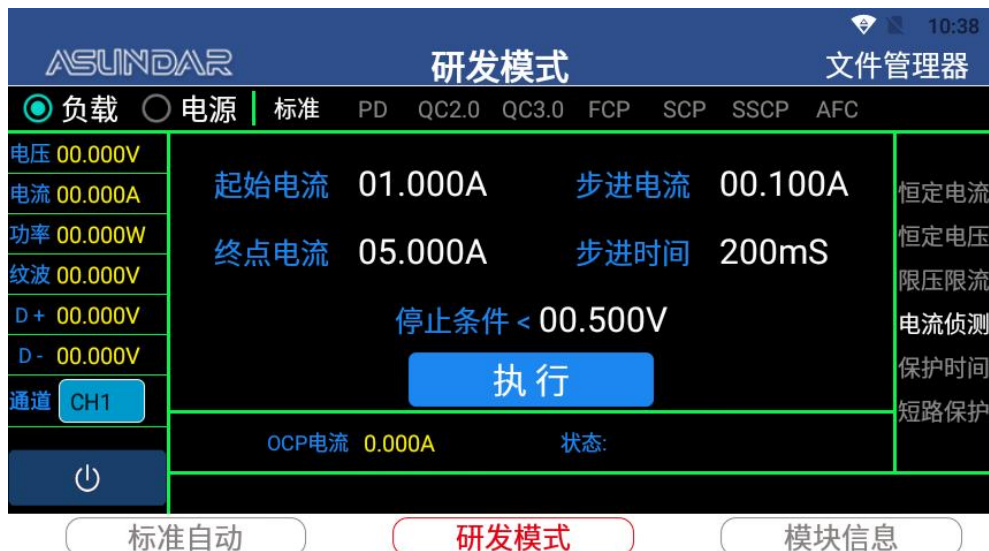 10:38
ASUNDAR 研发模式 文件管理器
负载 电源 标准 PD QC2.0 QC3.0 FCP SCP SSCP AFC
电压 00.000V
电流 00.000A
功率 00.000W
纹波 00.000V
D+ 00.000V
D- 00.000V
通道 CH1
起始电流 01.000A 步进电流 00.100A
终点电流 05.000A 步进时间 200mS
停止条件 < 00.500V
执行
OCP电流 0.000A 状态:
恒定电流
恒定电压
限压限流
电流侦测
保护时间
短路保护
标准自动 研发模式 模块信息